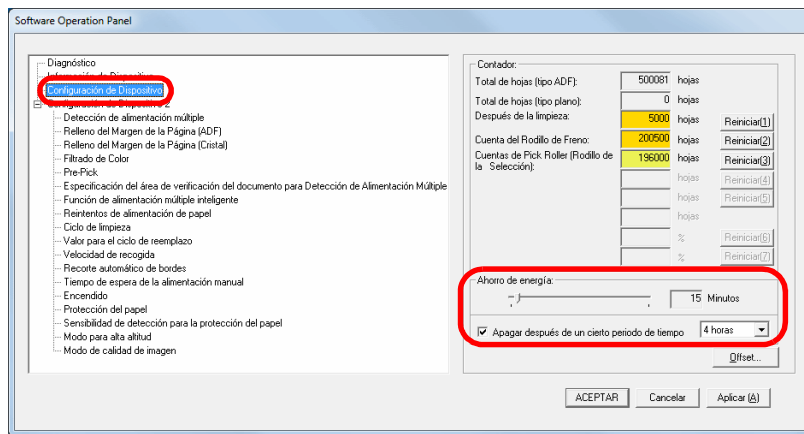 Software Operation Panel
Diagnóstico
Información de Dispositivo
Configuración de Dispositivo
Configuración de Dispositivo 2
Detección de alimentación múltiple
Relleno del Margen de la Página (ADF)
Relleno del Margen de la Página (Cristal)
Filtrado de Color
Pre-Pick
Especificación del área de verificación del documento para Detección de Alimentación Múltiple
Función de alimentación múltiple inteligente
Reintentos de alimentación de papel
Ciclo de limpieza
Valor para el ciclo de reemplazo
Velocidad de recogida
Recorte automático de bordes
Tiempo de espera de la alimentación manual
Encendido
Protección del papel
Sensibilidad de detección para la protección del papel
Modo para alta altitud
Modo de calidad de imagen
Contador:
Total de hojas (tipo ADF): 500081 hojas
Total de hojas (tipo plano): 0 hojas
Después de la limpieza: 5000 hojas Reiniciar(1)
Cuenta del Rodillo de Freno: 200500 hojas Reiniciar(2)
Cuentas de Pick Roller (Rodillo de la Selección): 196000 hojas Reiniciar(3)
hojas Reiniciar(4)
hojas Reiniciar(5)
hojas
% Reiniciar(6)
% Reiniciar(7)
Ahorro de energía:
15 Minutos
Apagar después de un cierto periodo de tiempo 4 horas
Offset...
ACEPTAR Cancelar Aplicar (A)